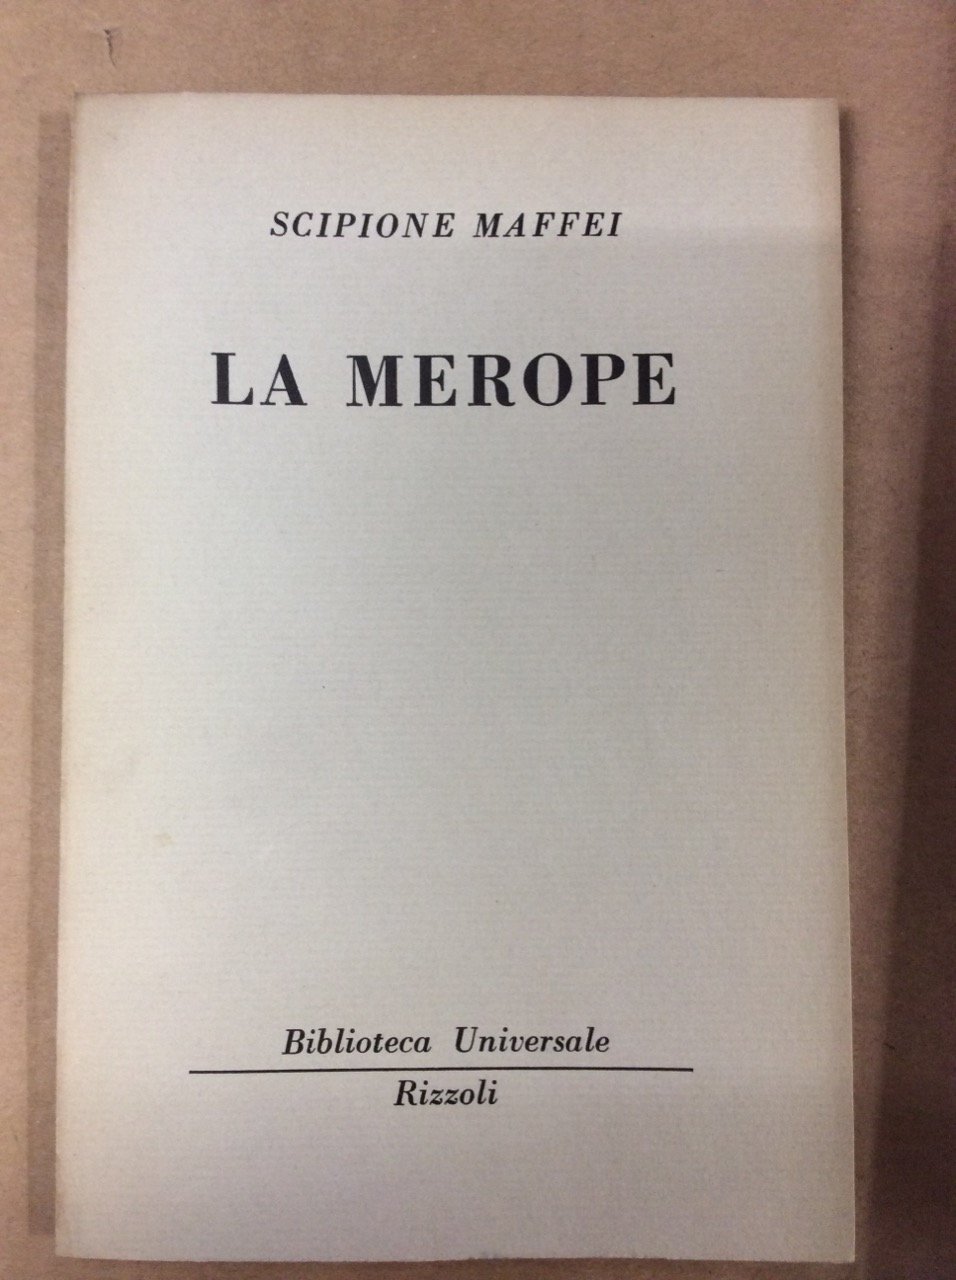 SCIPIONE MAFFEI
LA MEROPE
Biblioteca Universale
Rizzoli